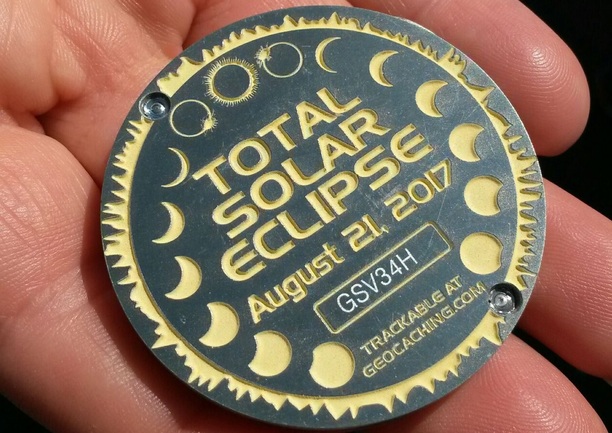 TOTAL
SOLAR
ECLIPSE
August 21, 2017
GSV34H
TRACKABLE AT
GEOCACHING.COM